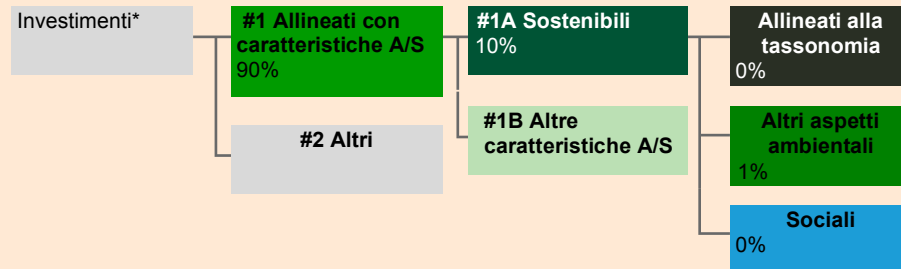 Investimenti*
#1 Allineati con
caratteristiche A/S
90%
#2 Altri
#1A Sostenibili
10%
#1B Altre
caratteristiche A/S
Allineati alla
tassonomia
0%
Altri aspetti
ambientali
1%
Sociali
0%